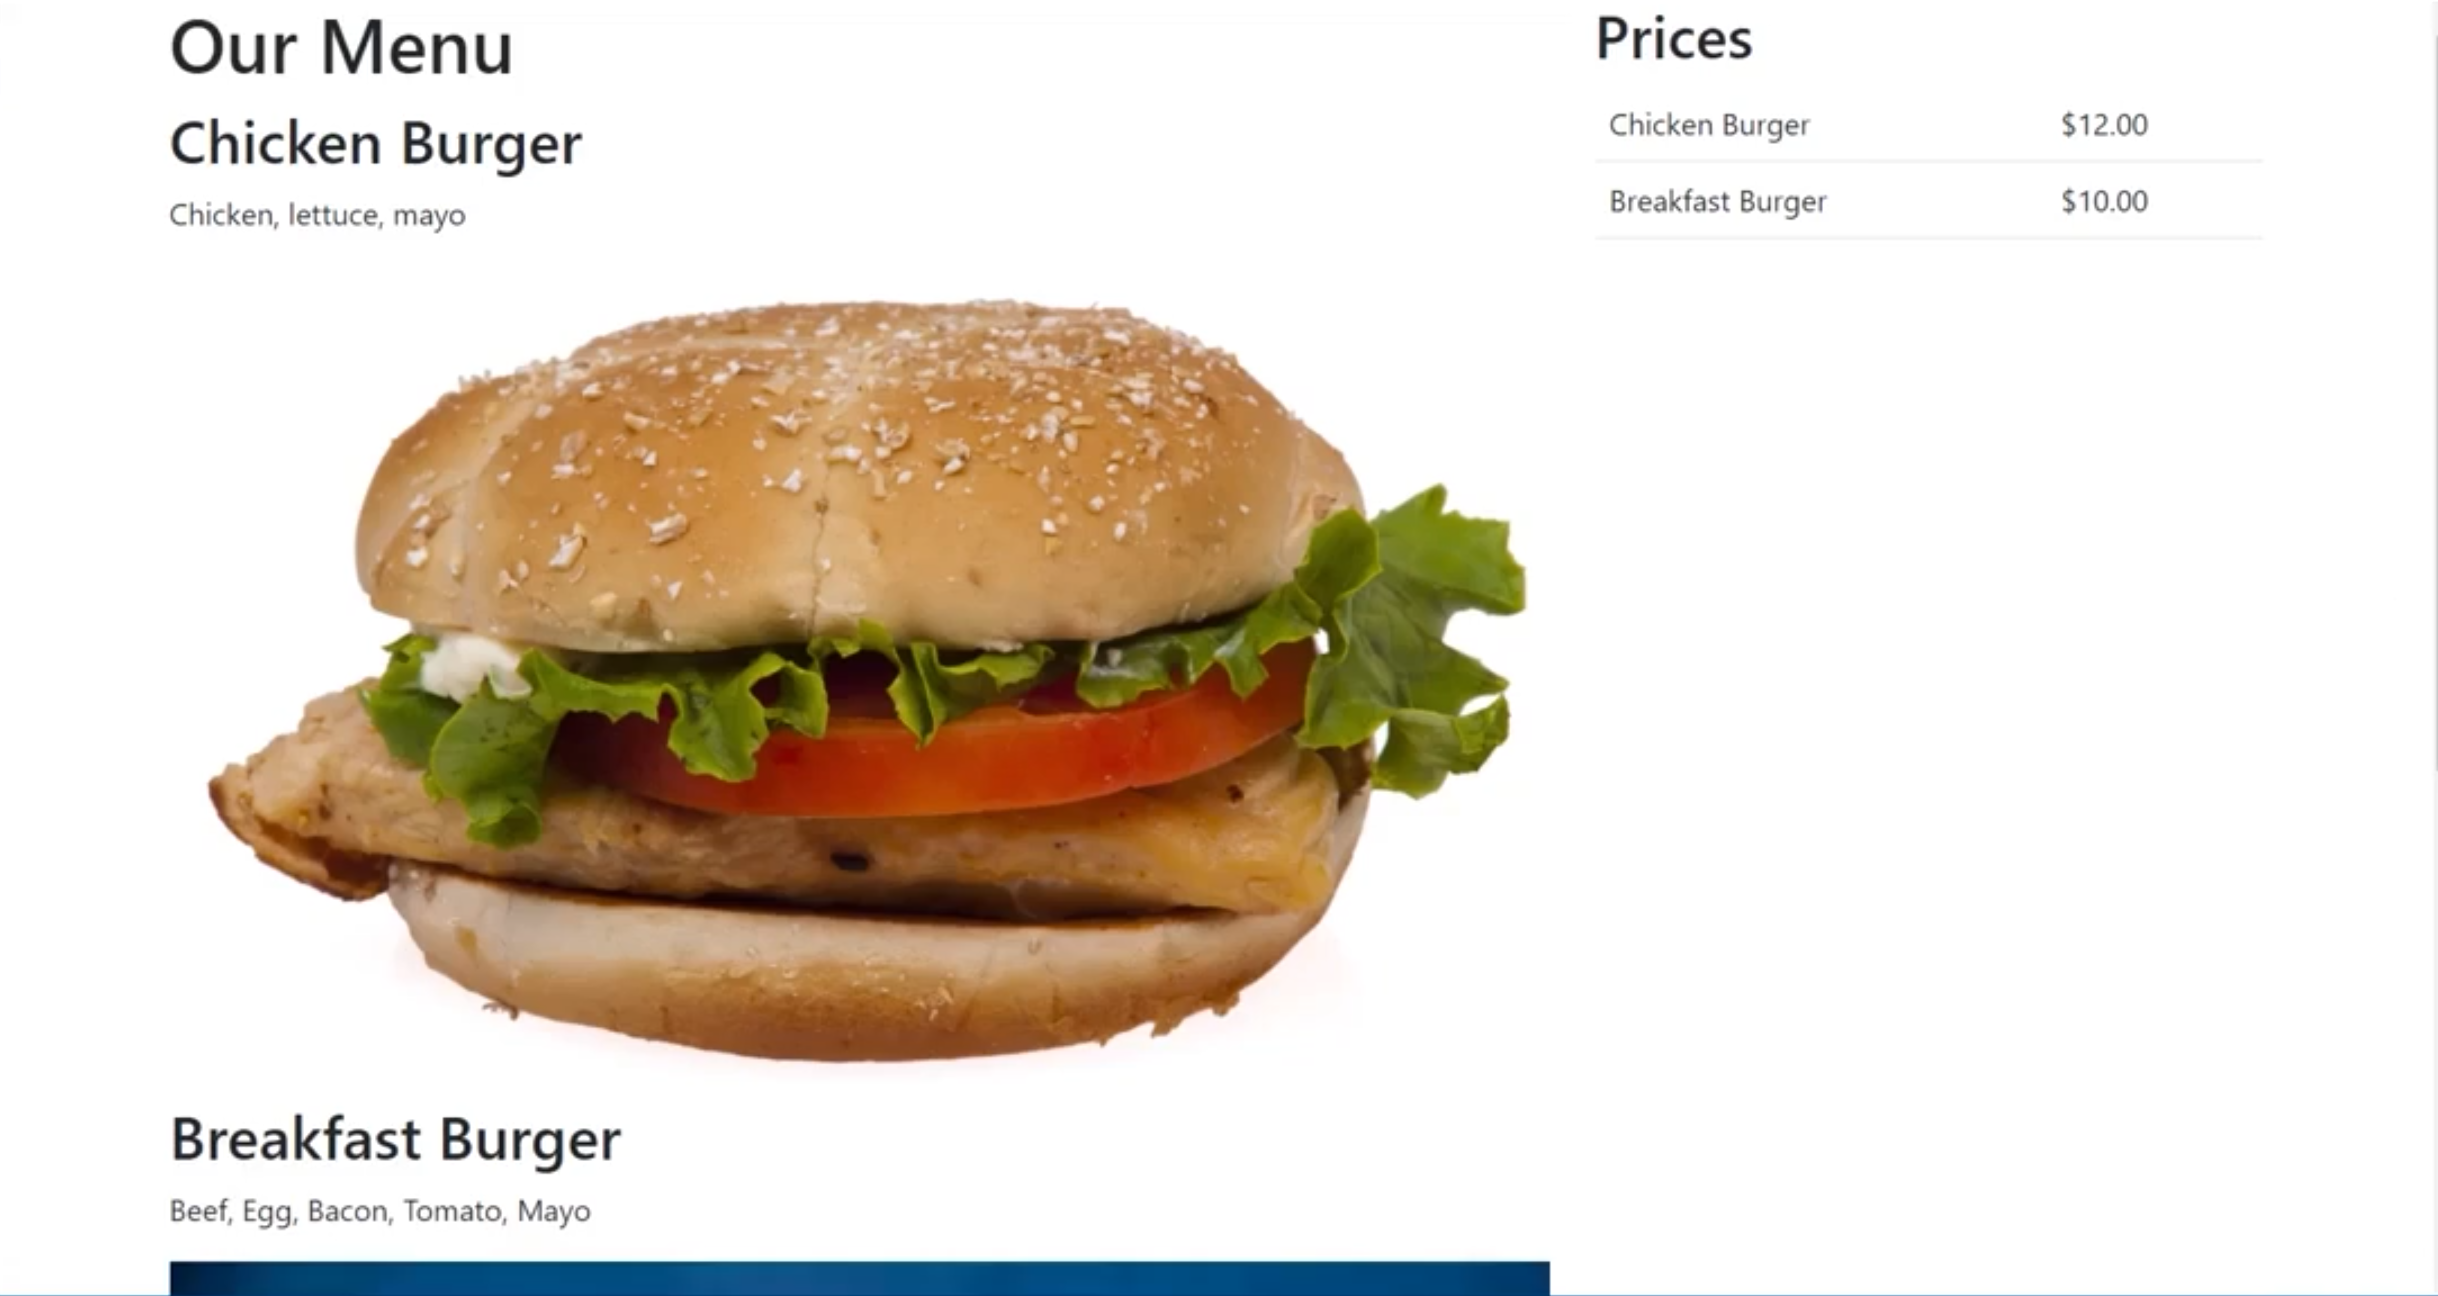 Our Menu
Chicken Burger
Chicken, lettuce, mayo
Breakfast Burger
Beef, Egg, Bacon, Tomato, Mayo
Prices
Chicken Burger $12.00
Breakfast Burger $10.00